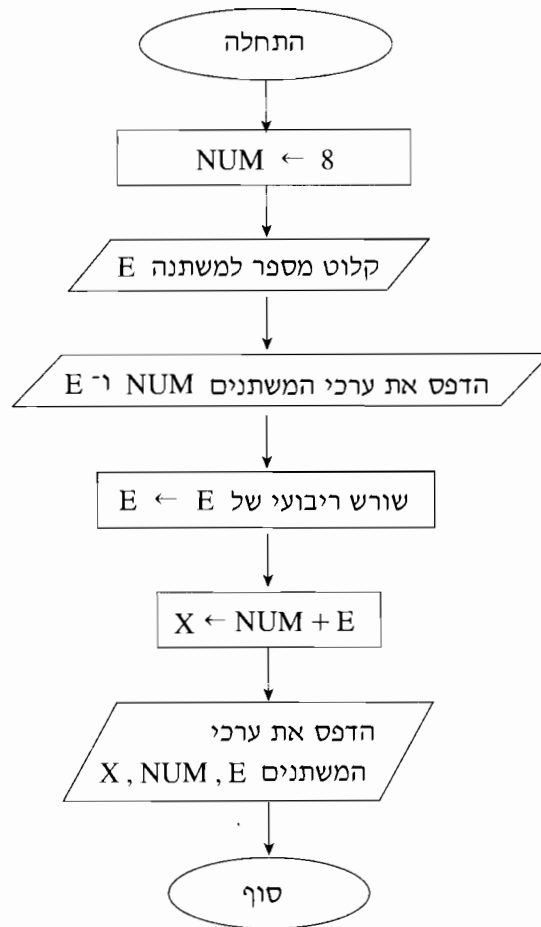 התחלה
NUM ← 8
קלוט מספר למשתנה E
הדפס את ערכי המשתנים NUM ו־ E
E ← E שורש ריבועי של
X ← NUM + E
הדפס את ערכי
המשתנים X , NUM , E
סוף